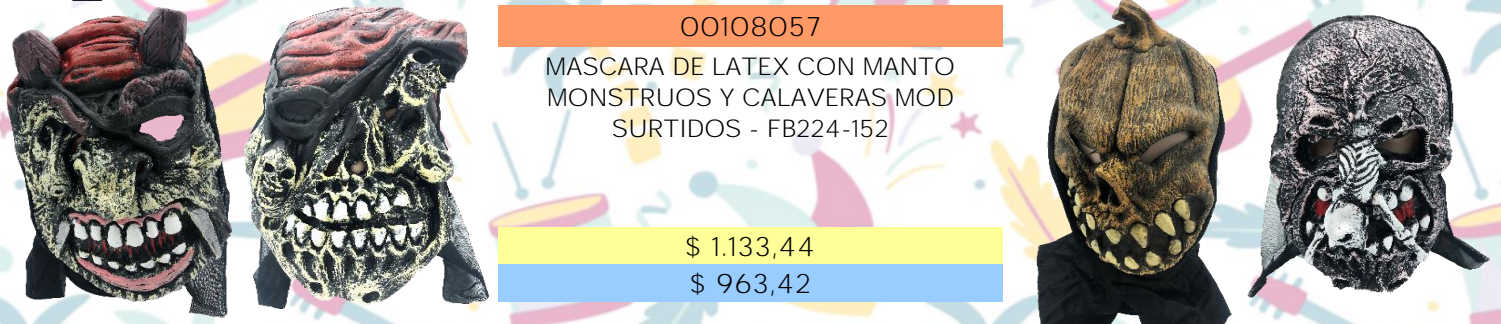 00108057
MASCARA DE LATEX CON MANTO
MONSTRUOS Y CALAVERAS MOD
SURTIDOS - FB224-152
$ 1.133,44
$ 963,42